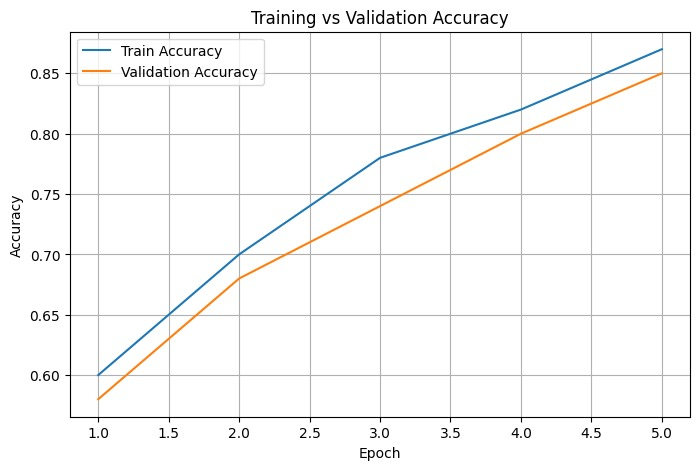 Training vs Validation Accuracy
Train Accuracy
Validation Accuracy
Accuracy
0.85
0.80
0.75
0.70
0.65
0.60
1.0 1.5 2.0 2.5 3.0 3.5 4.0 4.5 5.0
Epoch